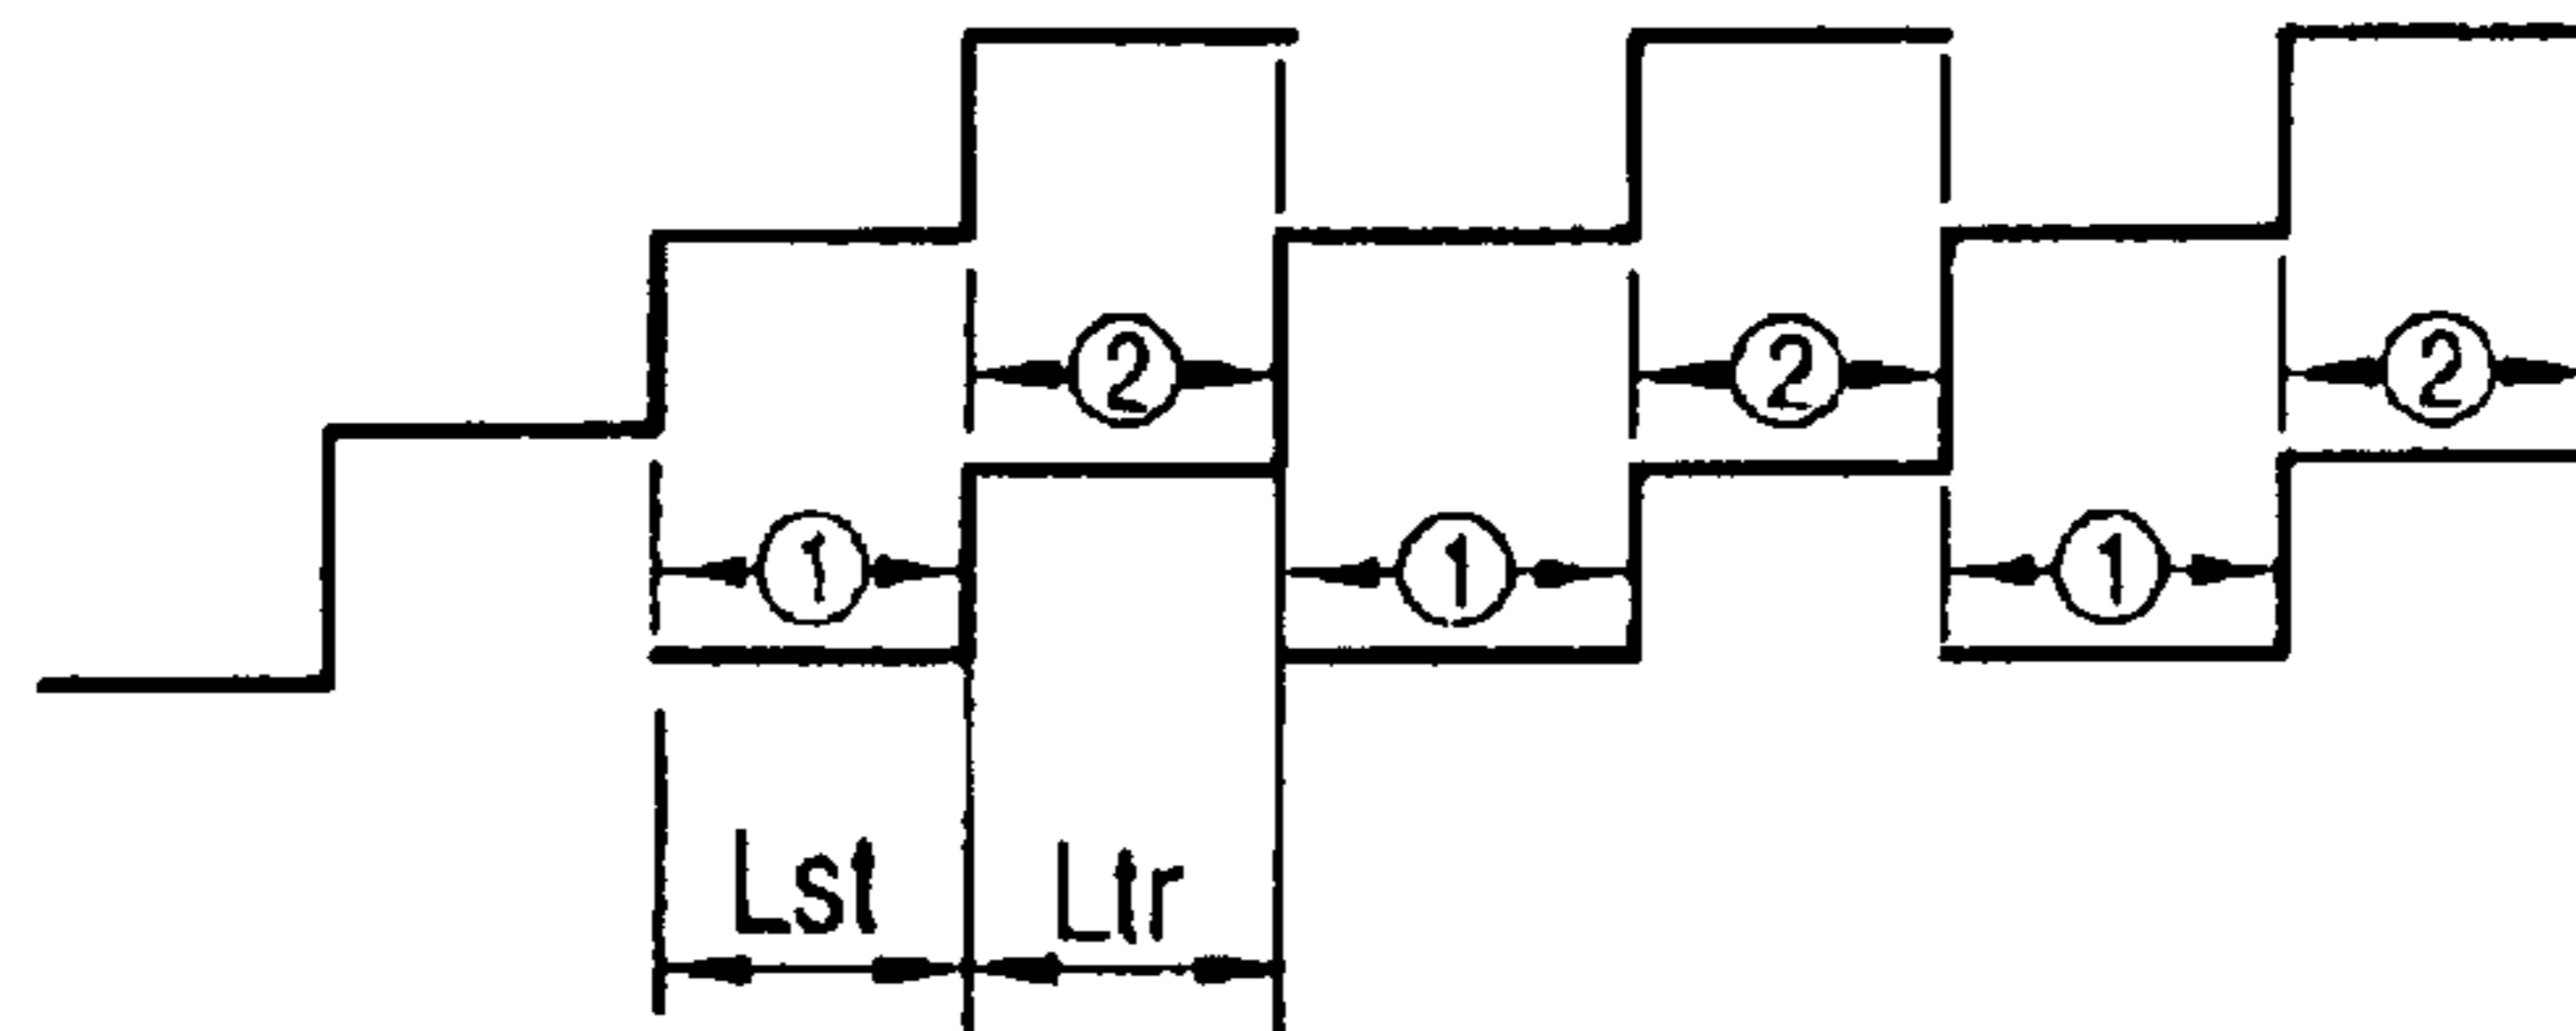 ② ② ②
① ① ①
Lst Ltr